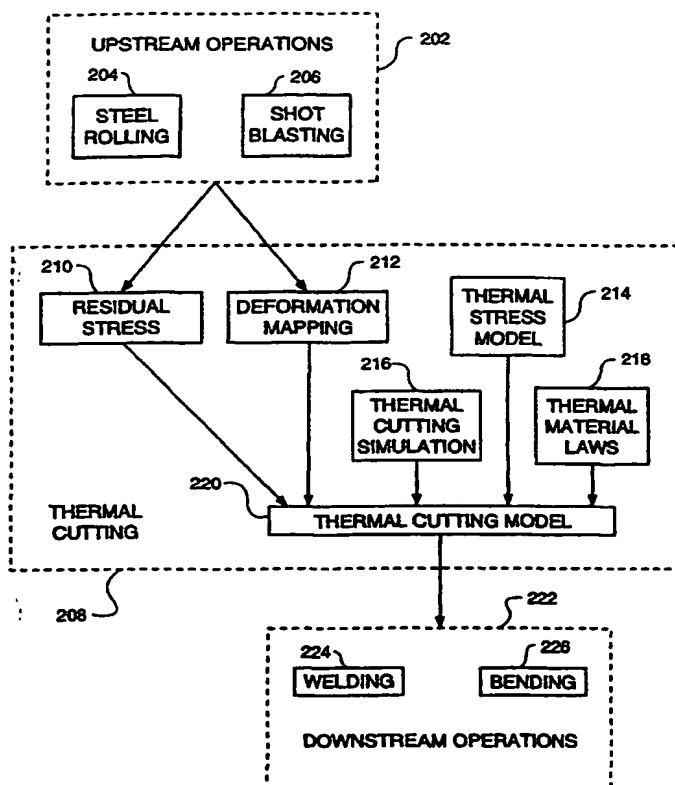 UPSTREAM OPERATIONS
202
204
206
STEEL
ROLLING
SHOT
BLASTING
210
212
RESIDUAL
STRESS
DEFORMATION
MAPPING
THERMAL
STRESS
MODEL
214
216
218
THERMAL
CUTTING
SIMULATION
THERMAL
MATERIAL
LAWS
220
THERMAL CUTTING MODEL
THERMAL
CUTTING
208
222
224
226
WELDING
BENDING
DOWNSTREAM OPERATIONS